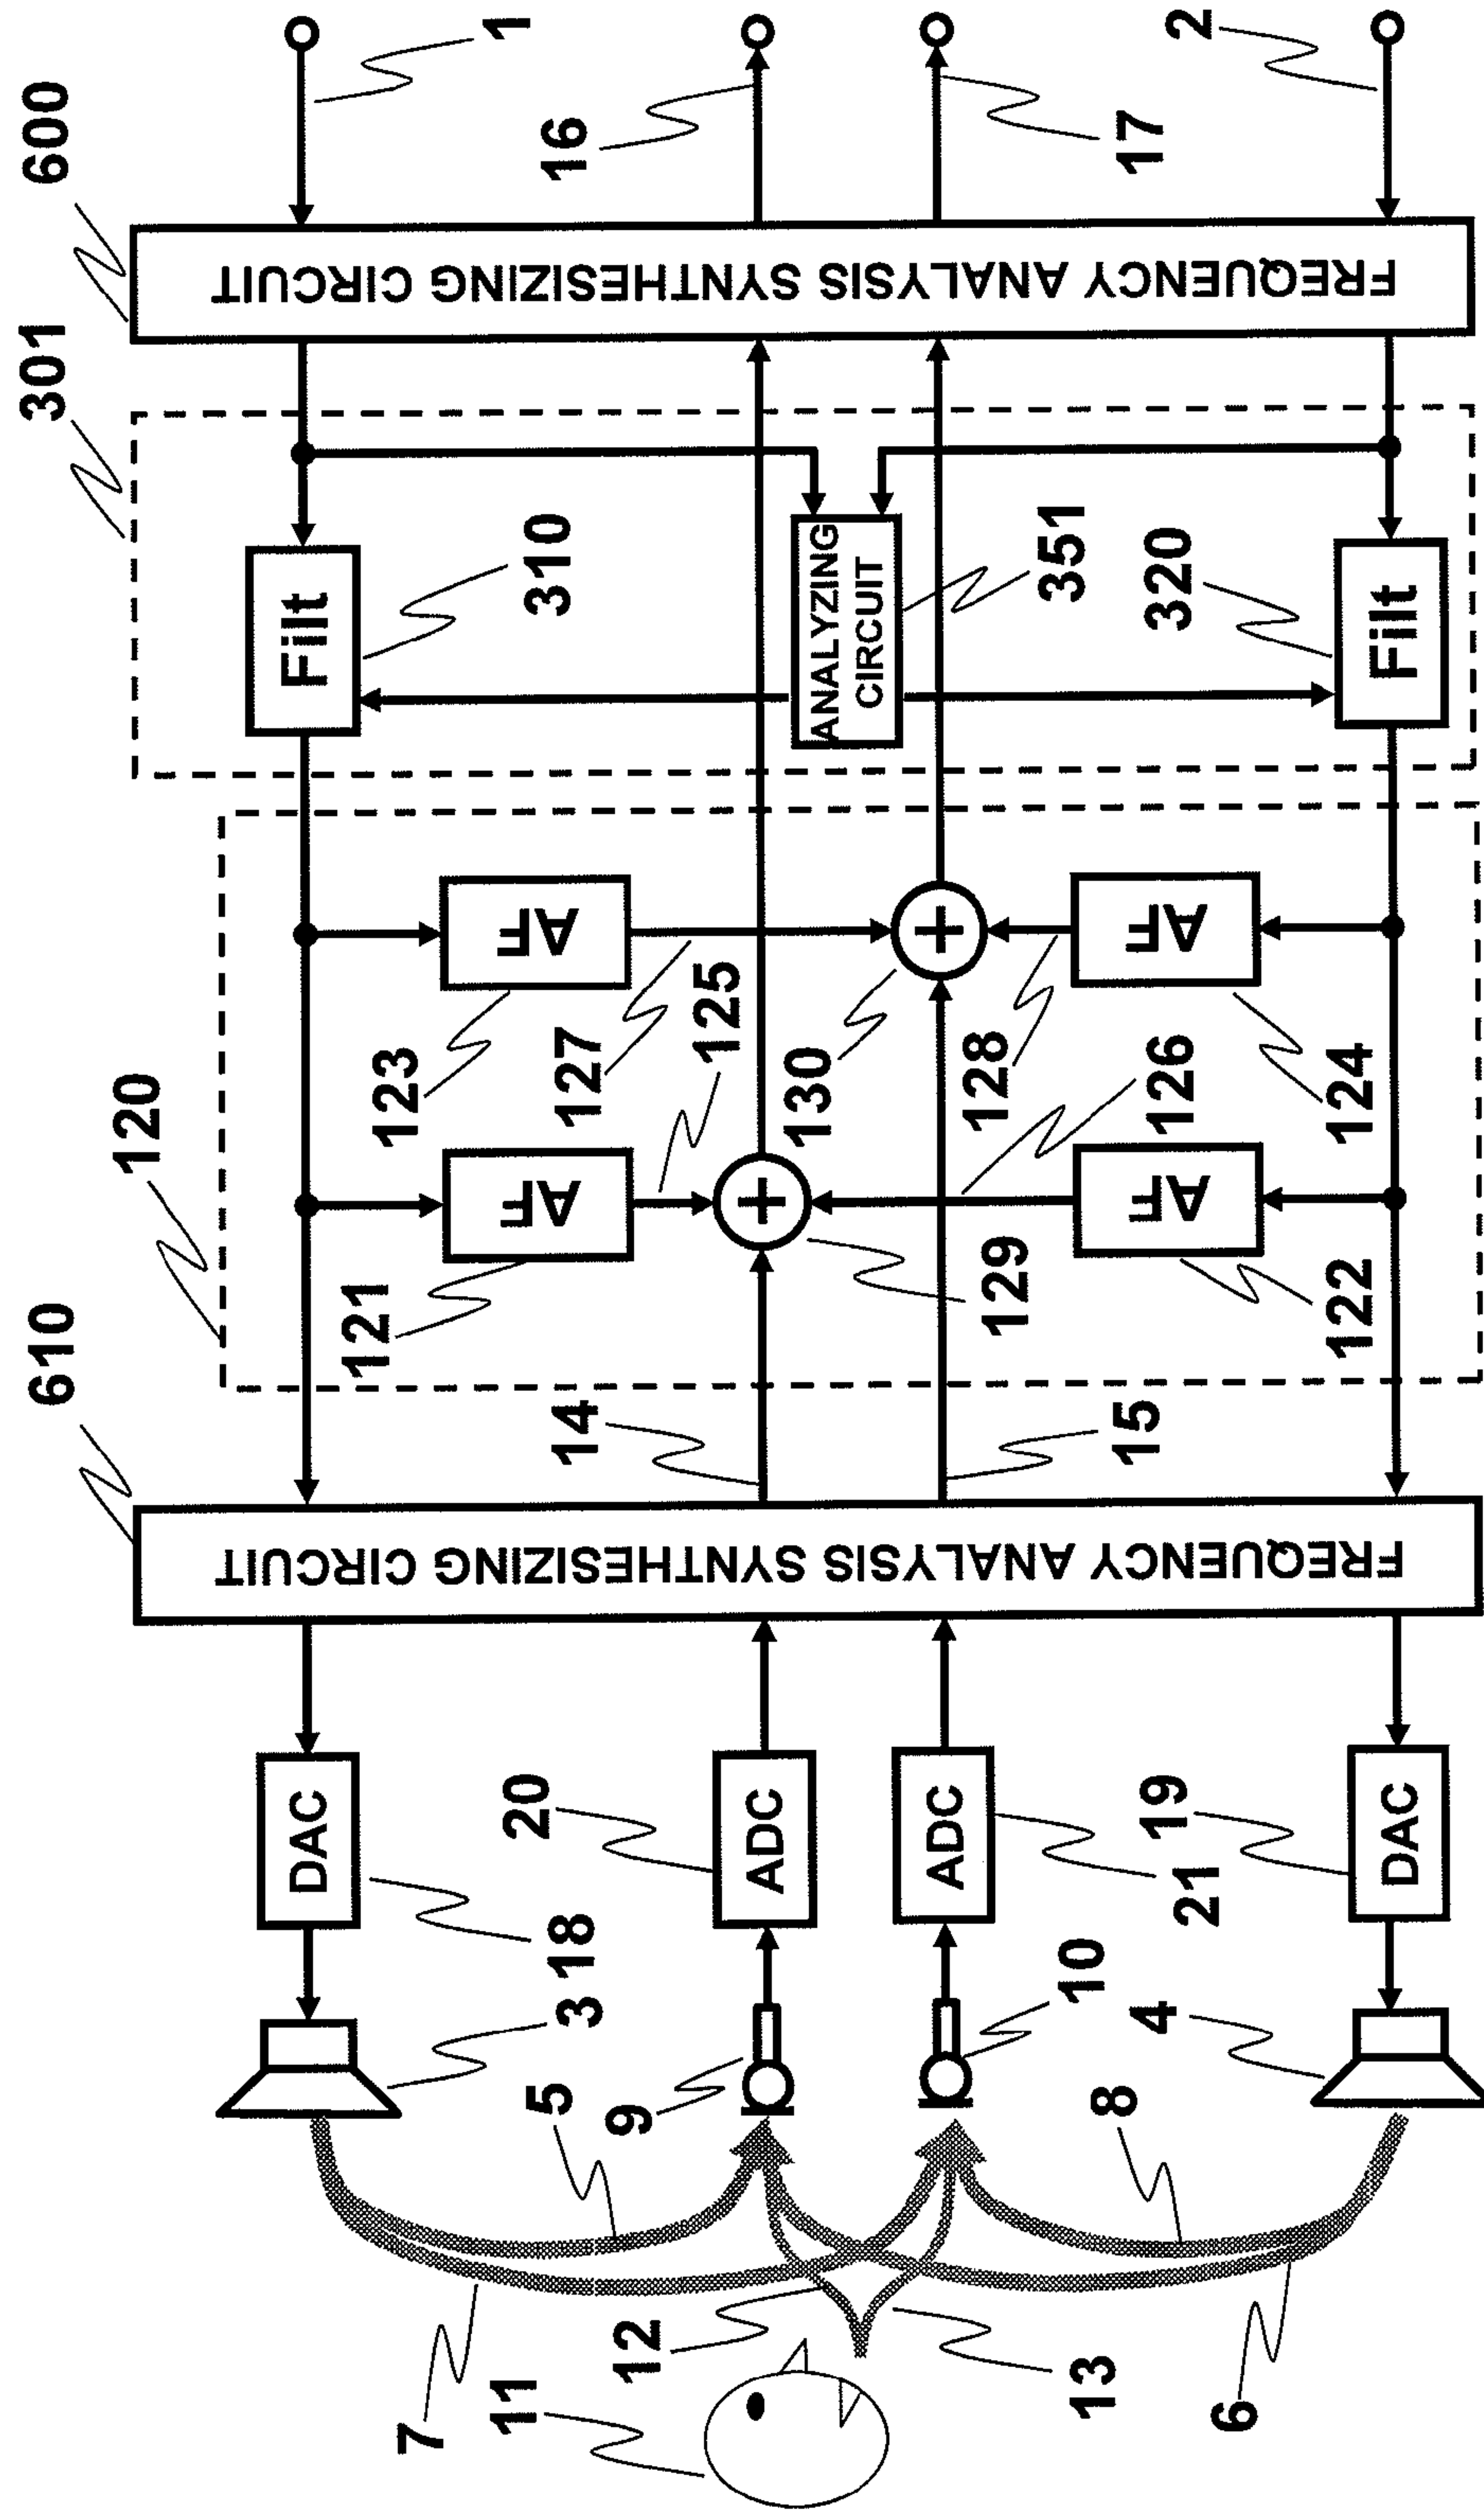 600
1
301
16
FREQUENCY ANALYSIS SYNTHESIZING CIRCUIT
17
2
Filt
310
ANALYZING
CIRCUIT
351
320
Filt
120
AF
123
127
125
130
AF
128
124
AF
121
129
126
AF
122
610
14
15
FREQUENCY ANALYSIS SYNTHESIZING CIRCUIT
DAC
18
20
ADC
ADC
21
19
DAC
3
5
9
10
4
8
7
11
12
13
6